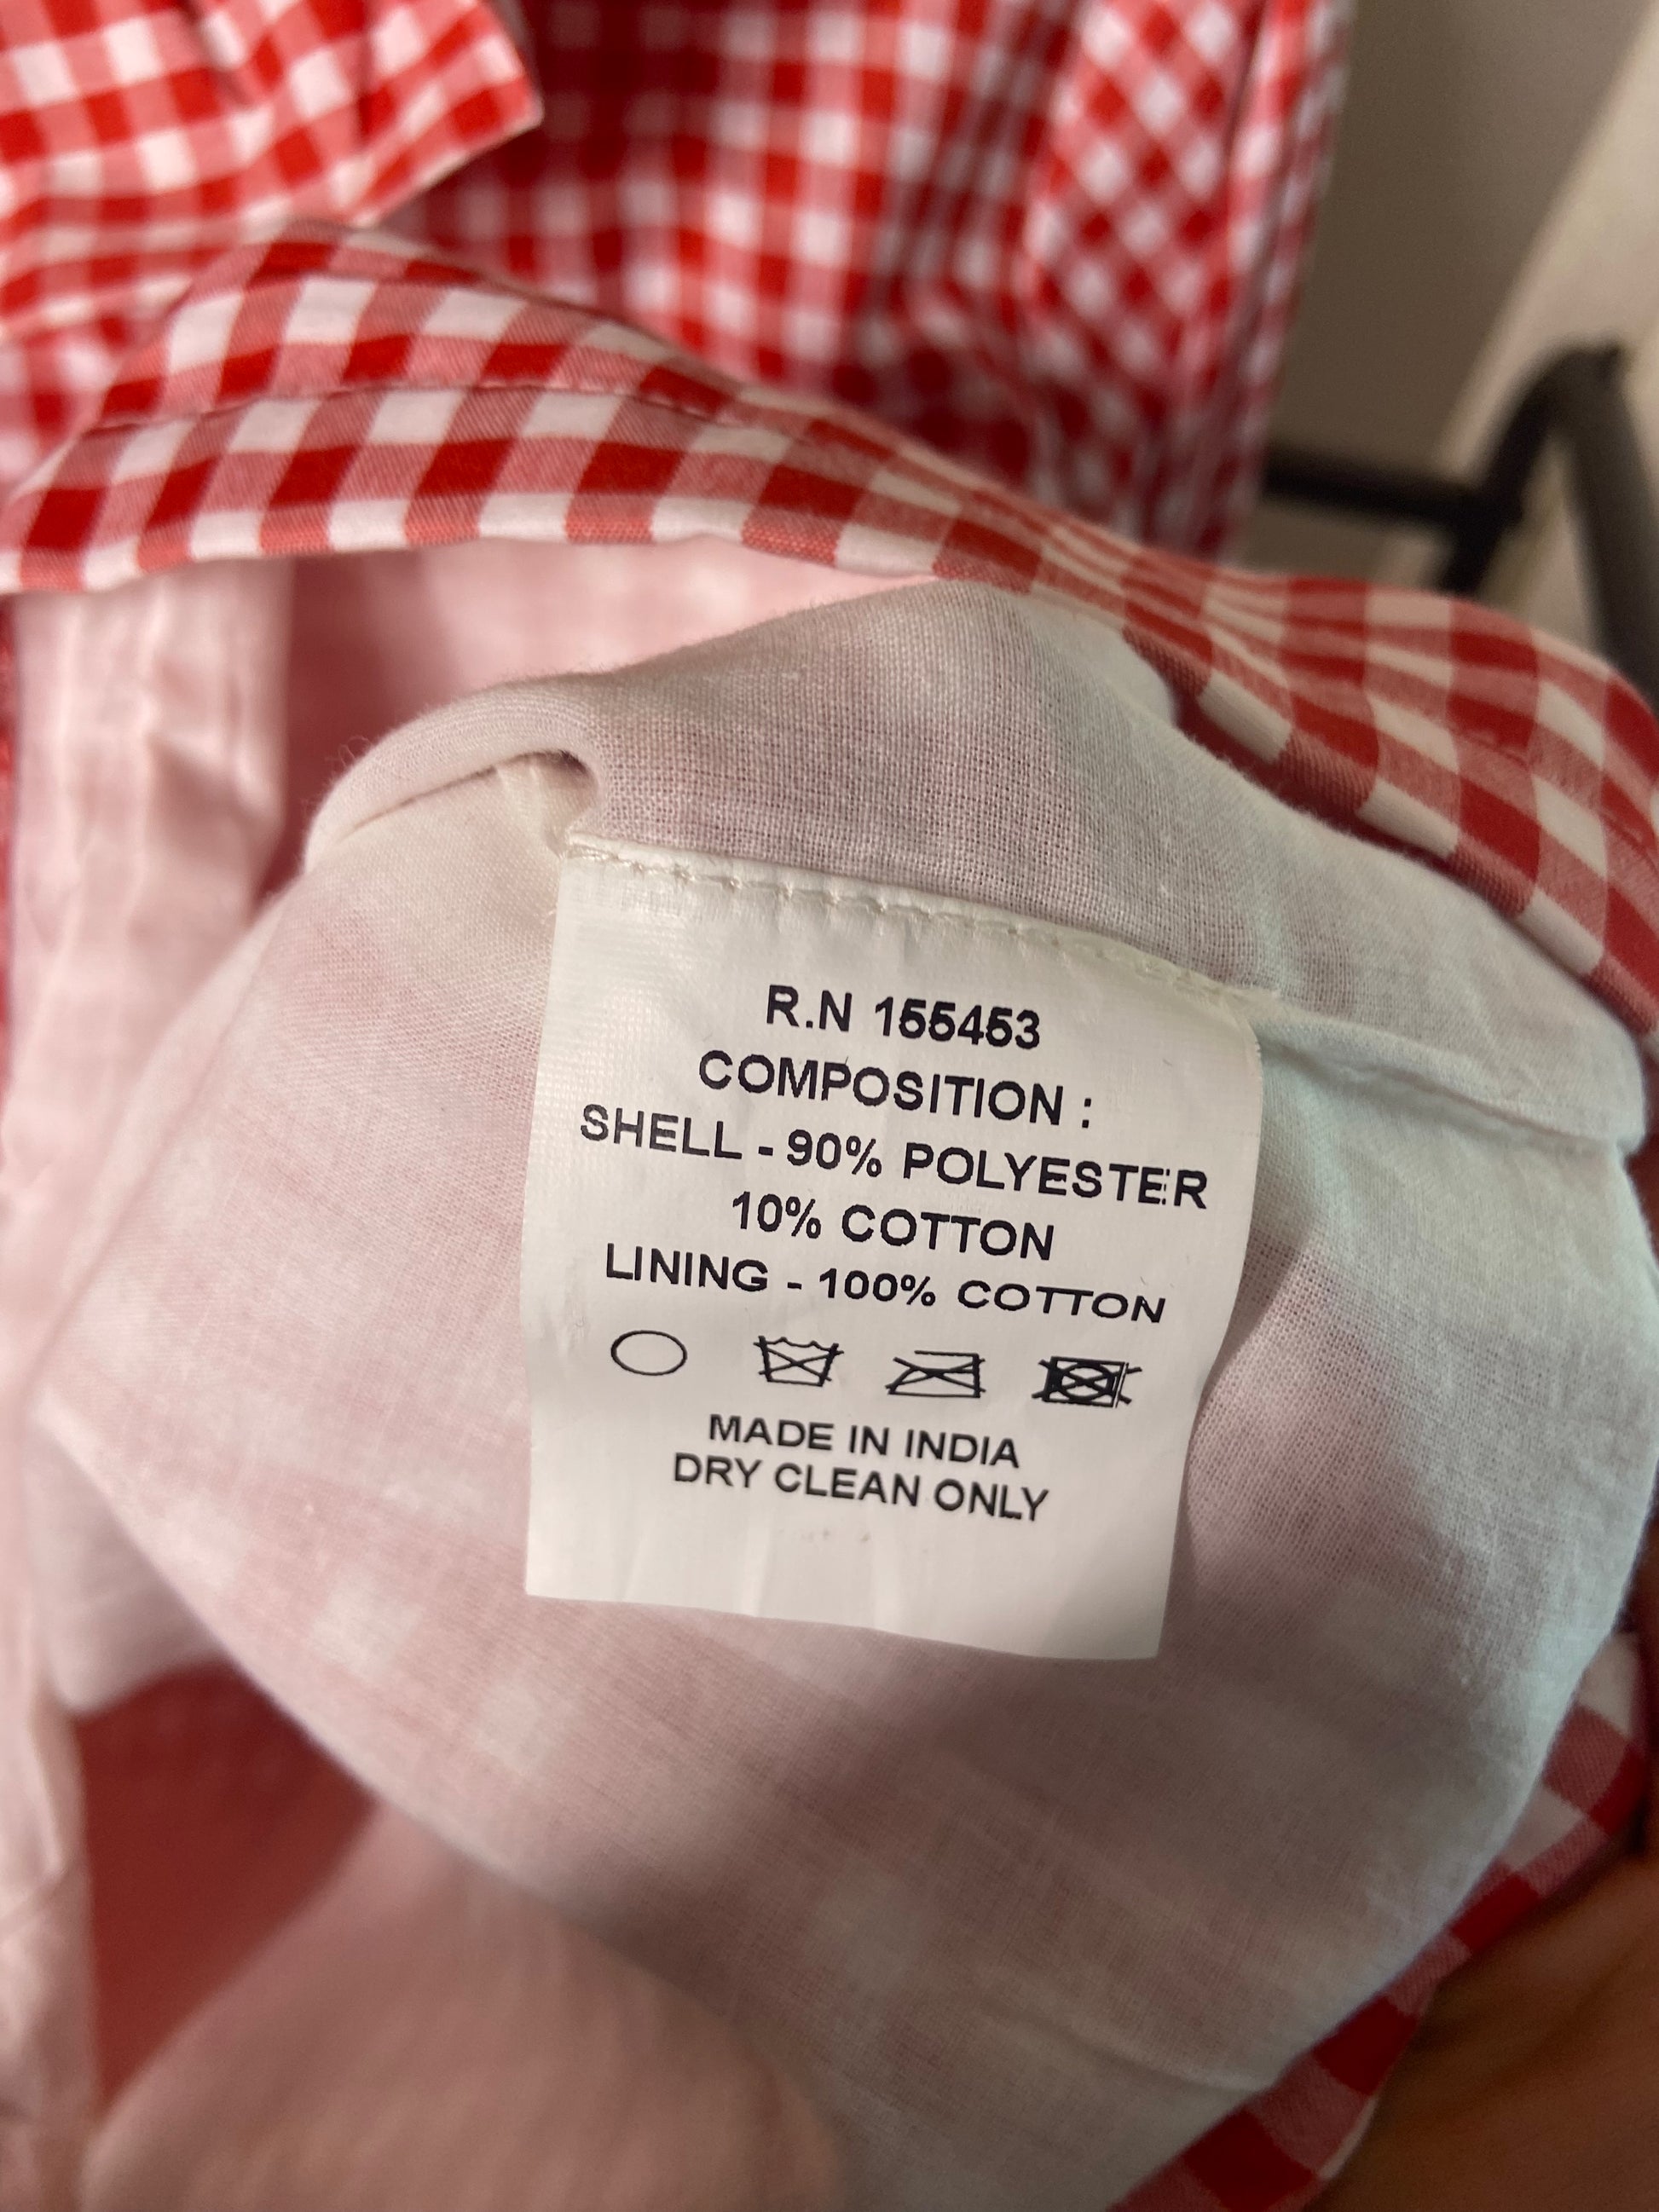 R.N 155453
COMPOSITION :
SHELL - 90% POLYESTER
10% COTTON
LINING - 100% COTTON
MADE IN INDIA
DRY CLEAN ONLY